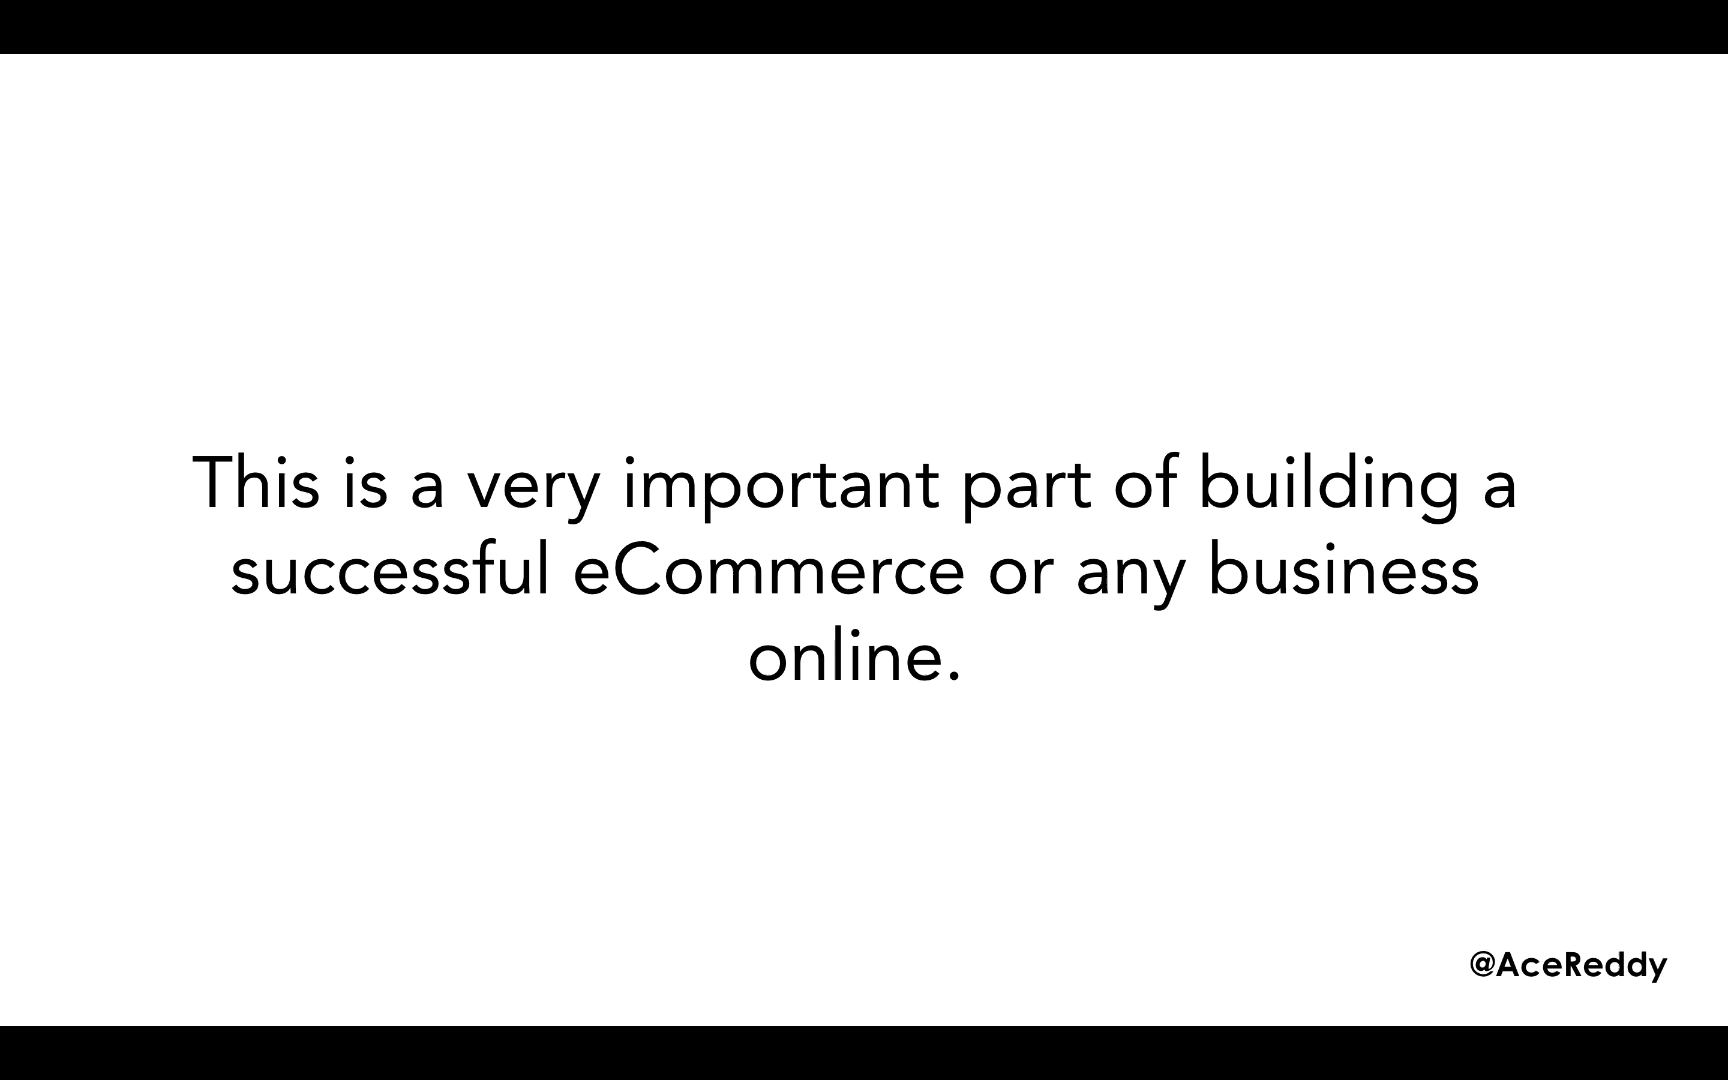 This is a very important part of building a
successful eCommerce or any business
online.
@AceReddy